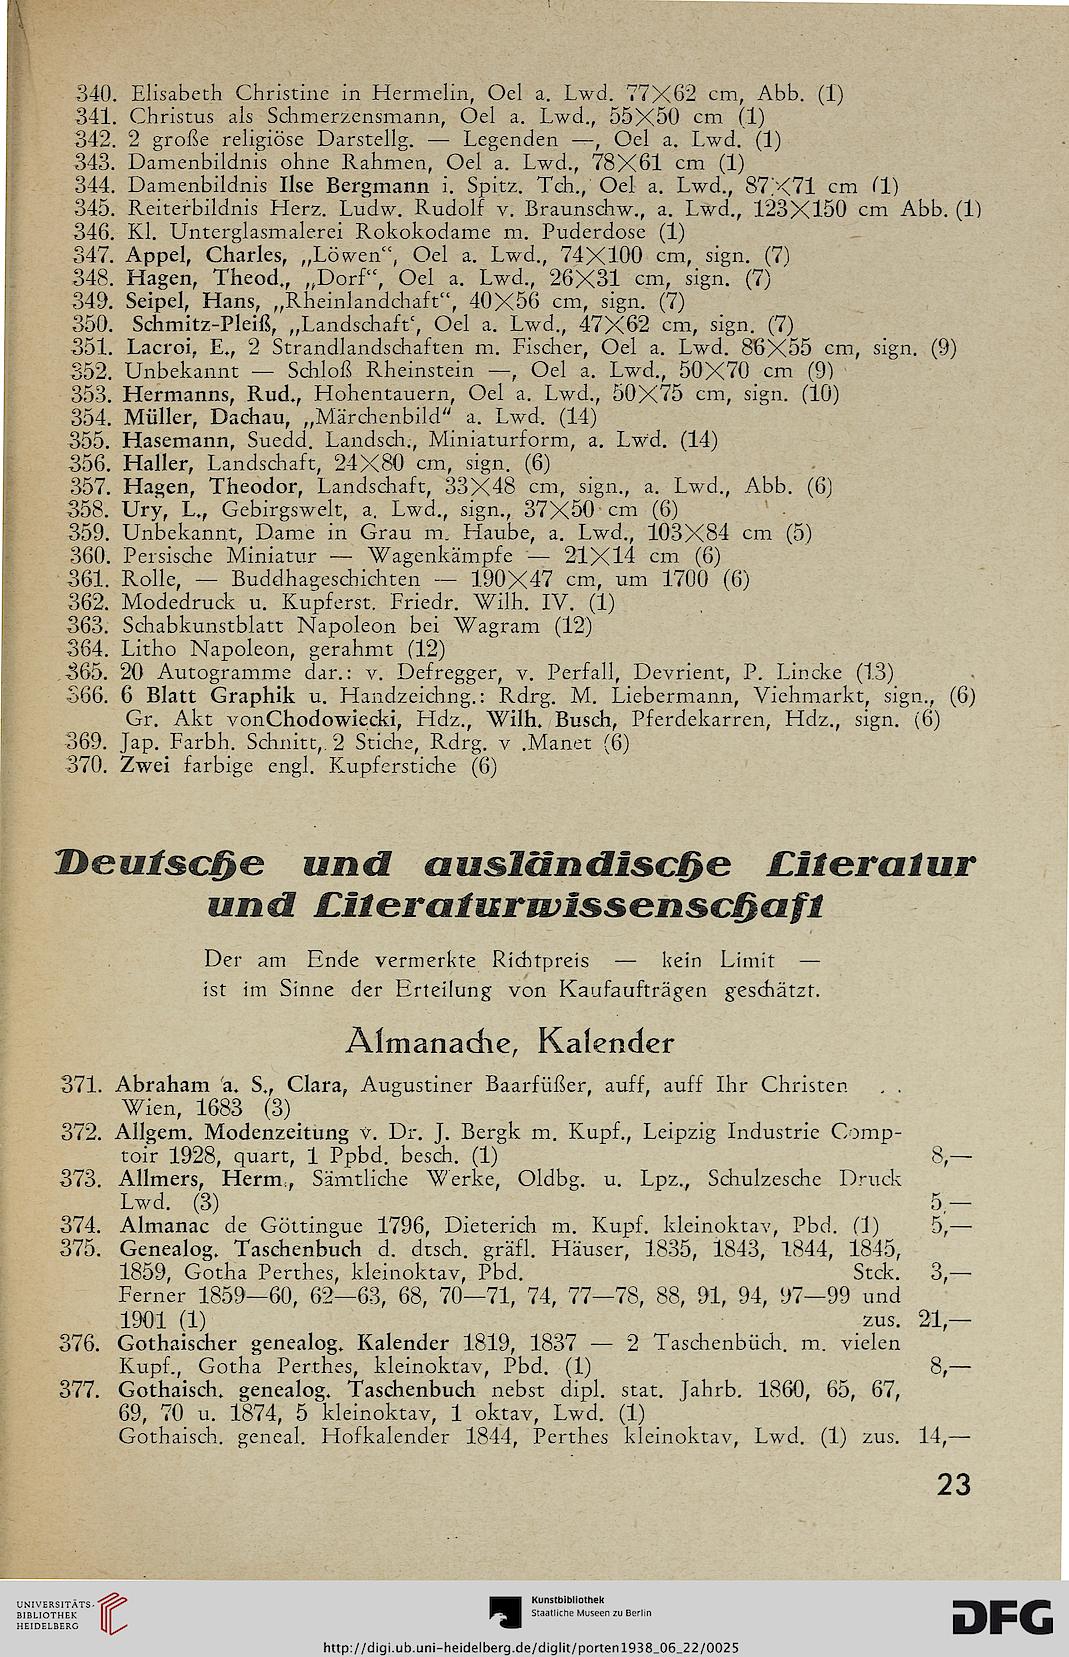 340. Elisabeth Christine in Hermelin, Oel a. Lwd. 77×62 cm, Abb. (1)
341. Christus als Schmerzensmann, Oel a. Lwd., 55×50 cm (1)
342. 2 große religiöse Darstellg. — Legenden —, Oel a. Lwd. (1)
343. Damenbildnis ohne Rahmen, Oel a. Lwd., 78×61 cm (1)
344. Damenbildnis Ilse Bergmann i. Spitz. Tch., Oel a. Lwd., 87×71 cm (1)
345. Reiterbildnis Herz. Ludw. Rudolf v. Braunschw., a. Lwd., 123×150 cm Abb. (1)
346. Kl. Unterglasmalerei Rokokodame m. Puderdose (1)
347. Appel, Charles, „Löwen“, Oel a. Lwd., 74×100 cm, sign. (7)
348. Hagen, Theod., „Dorf“, Oel a. Lwd., 26×31 cm, sign. (7)
349. Seipel, Hans, „Rheinlandchaft“, 40×56 cm, sign. (7)
350. Schmitz-Pleiß, „Landschaft‘, Oel a. Lwd., 47×62 cm, sign. (7)
351. Lacroi, E., 2 Strandlandschaften m. Fischer, Oel a. Lwd. 86×55 cm, sign. (9)
352. Unbekannt — Schloß Rheinstein —, Oel a. Lwd., 50×70 cm (9)
353. Hermanns, Rud., Hohentauern, Oel a. Lwd., 50×75 cm, sign. (10)
354. Müller, Dachau, „Märchenbild" a. Lwd. (14)
355. Hasemann, Suedd. Landsch., Miniaturform, a. Lwd. (14)
356. Haller, Landschaft, 24×80 cm, sign. (6)
357. Hagen, Theodor, Landschaft, 33×48 cm, sign., a. Lwd., Abb. (6)
358. Ury, L., Gebirgswelt, a. Lwd., sign., 37×50 cm (6)
359. Unbekannt, Dame in Grau m. Haube, a. Lwd., 103×84 cm (5)
360. Persische Miniatur — Wagenkämpfe — 21×14 cm (6)
361. Rolle, — Buddhageschichten — 190×47 cm, um 1700 (6)
362. Modedruck u. Kupferst. Friedr. Wilh. IV. (1)
363. Schabkunstblatt Napoleon bei Wagram (12)
364. Litho Napoleon, gerahmt (12)
365. 20 Autogramme dar.: v. Defregger, v. Perfall, Devrient, P. Lincke (13)
366. 6 Blatt Graphik u. Handzeichng.: Rdrg. M. Liebermann, Viehmarkt, sign., (6)
Gr. Akt vonChodowiecki, Hdz., Wilh. Busch, Pferdekarren, Hdz., sign. (6)
369. Jap. Farbh. Schnitt, 2 Stiche, Rdrg. v .Manet (6)
370. Zwei farbige engl. Kupferstiche (6)
Deutsche und ausländische Literatur
und Literaturwissenschaft
Der am Ende vermerkte Richtpreis — kein Limit —
ist im Sinne der Erteilung von Kaufaufträgen geschätzt.
Almanache, Kalender
371. Abraham a. S., Clara, Augustiner Baarfüßer, auff, auff Ihr Christen . .
Wien, 1683 (3)
372. Allgem. Modenzeitung v. Dr. J. Bergk m. Kupf., Leipzig Industrie Comp-
toir 1928, quart, 1 Ppbd. besch. (1) 8,—
373. Allmers, Herm., Sämtliche Werke, Oldbg. u. Lpz., Schulzesche Druck
Lwd. (3) 5,—
374. Almanac de Göttingue 1796, Dieterich m. Kupf. kleinoktav, Pbd. (1) 5,—
375. Genealog. Taschenbuch d. dtsch. gräfl. Häuser, 1835, 1843, 1844, 1845,
1859, Gotha Perthes, kleinoktav, Pbd. Stck. 3,—
Ferner 1859—60, 62—63, 68, 70—71, 74, 77—78, 88, 91, 94, 97—99 und
1901 (1) zus. 21,—
376. Gothaischer genealog. Kalender 1819, 1837 — 2 Taschenbüch. m. vielen
Kupf., Gotha Perthes, kleinoktav, Pbd. (1) 8,—
377. Gothaisch. genealog. Taschenbuch nebst dipl. stat. Jahrb. 1860, 65, 67,
69, 70 u. 1874, 5 kleinoktav, 1 oktav, Lwd. (1)
Gothaisch. geneal. Hofkalender 1844, Perthes kleinoktav, Lwd. (1) zus. 14,—
23
UNIVERSITÄTS-
BIBLIOTHEK
HEIDELBERG
Kunstbibliothek
Staatliche Museen zu Berlin
DFG
http://digi.ub.uni-heidelberg.de/diglit/porten1938_06_22/0025